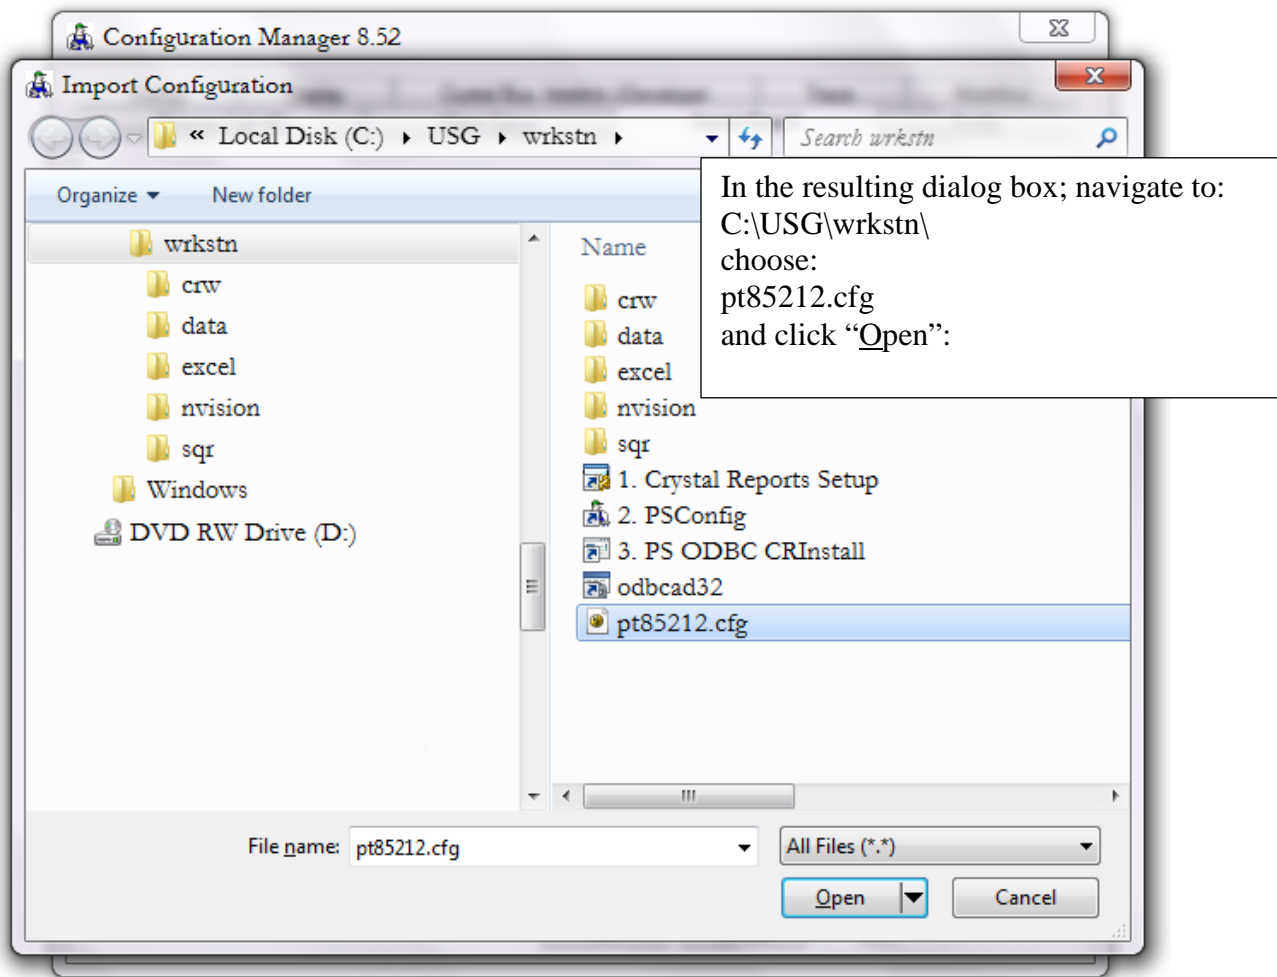 Configuration Manager 8.52
Import Configuration
« Local Disk (C:) ▸ USG ▸ wrkstn ▸
Search wrkstn
Organize ▾ New folder
In the resulting dialog box; navigate to:
C:\USG\wrkstn\
choose:
pt85212.cfg
and click “Open”:
wrkstn
crw
data
excel
nvision
sqr
Windows
DVD RW Drive (D:)
Name
crw
data
excel
nvision
sqr
1. Crystal Reports Setup
2. PSConfig
3. PS ODBC CRInstall
odbcad32
pt85212.cfg
File name: pt85212.cfg
All Files (*.*)
Open
Cancel